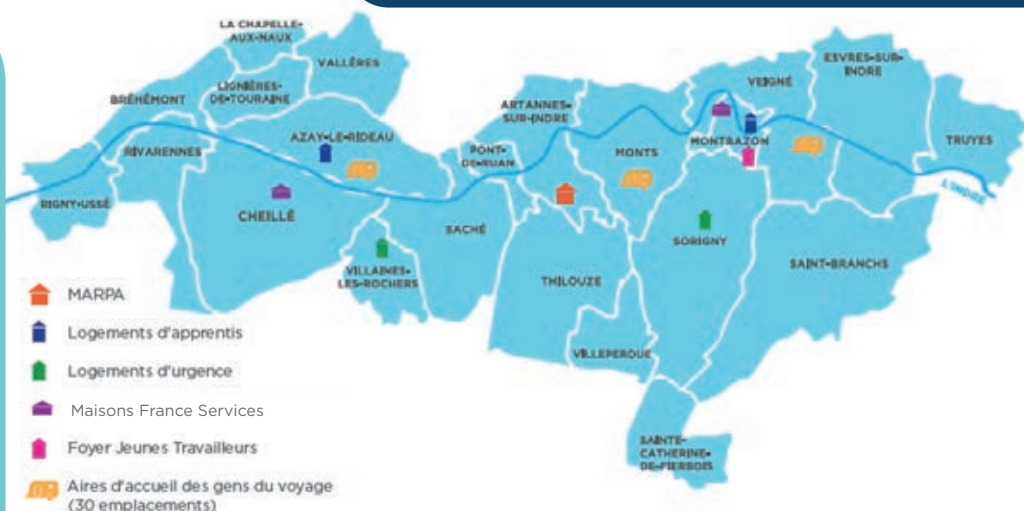 LA CHAPELLE-
AUX-NAUX
VALLÈRES
LIGNIÈRES-
DE-TOURAINE
BRÉHÉMONT
AZAY-LE-RIDEAU
RIVARENNES
RIGNY-USSÉ
CHEILLÉ
VILLAINES-
LES-ROCHERS
SACHÉ
PONT-
DE-RUAN
ARTANNES-
SUR-INDRE
MONTS
THILOUZE
VILLEPERDUE
SORIGNY
MONTBAZON
VEIGNÉ
ESVRES-SUR-
INDRE
TRUYES
L'INDRE
SAINT-BRANCHS
SAINTE-
CATHERINE-
DE-FIERBOIS
MARPA
Logements d'apprentis
Logements d'urgence
Maisons France Services
Foyer Jeunes Travailleurs
Aires d'accueil des gens du voyage
(30 emplacements)